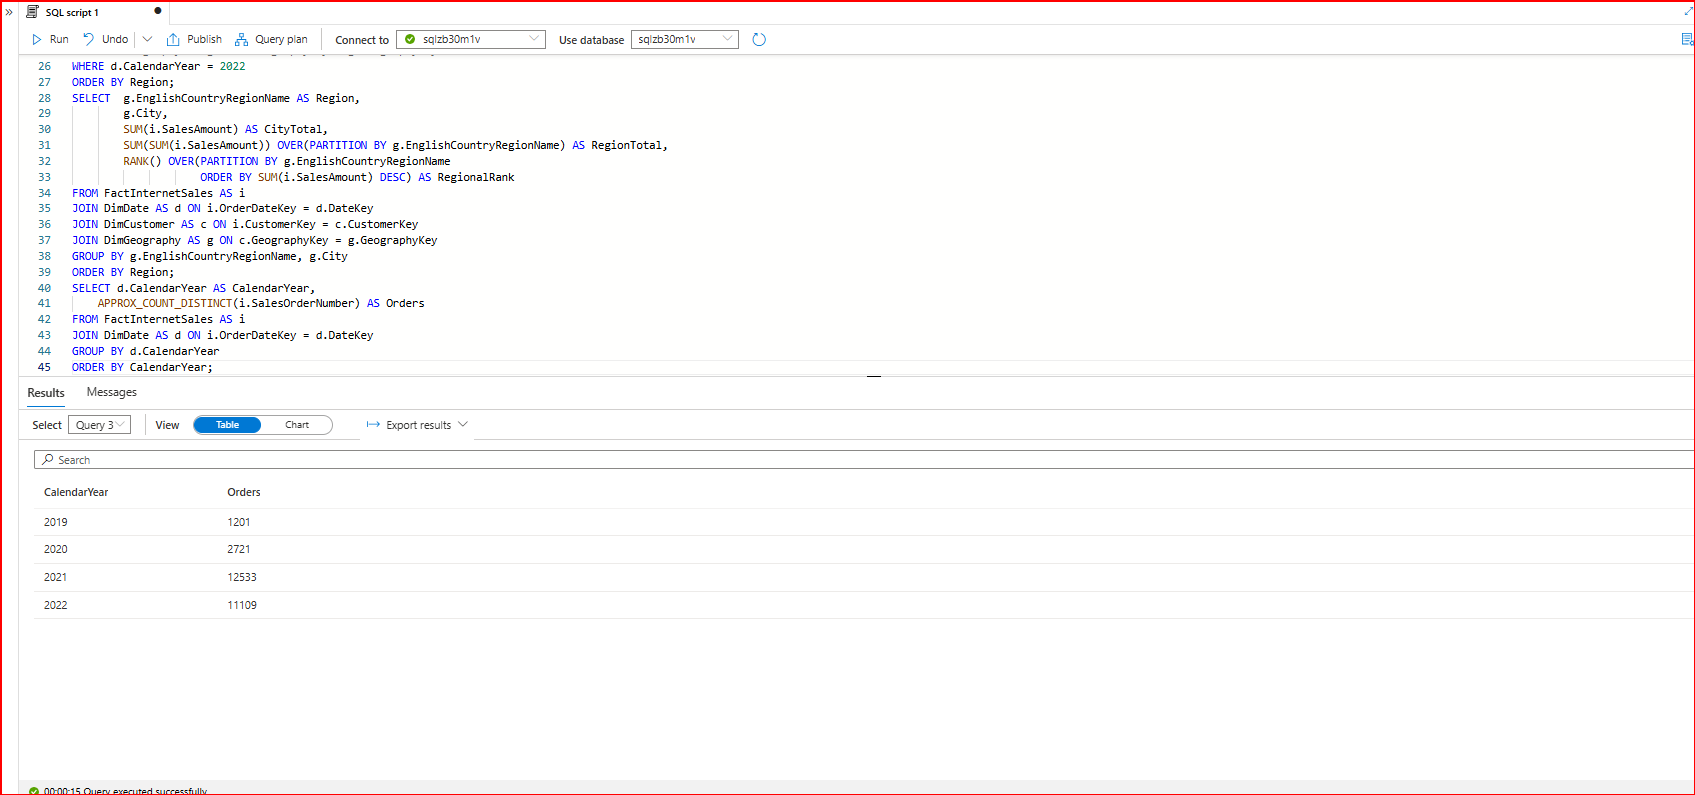 SQL script 1
Run Undo Publish Query plan Connect to sqlzb30m1v Use database sqlzb30m1v
26 WHERE d.CalendarYear = 2022
27 ORDER BY Region;
28 SELECT g.EnglishCountryRegionName AS Region,
29 g.City,
30 SUM(i.SalesAmount) AS CityTotal,
31 SUM(SUM(i.SalesAmount)) OVER(PARTITION BY g.EnglishCountryRegionName) AS RegionTotal,
32 RANK() OVER(PARTITION BY g.EnglishCountryRegionName
33 ORDER BY SUM(i.SalesAmount) DESC) AS RegionalRank
34 FROM FactInternetSales AS i
35 JOIN DimDate AS d ON i.OrderDateKey = d.DateKey
36 JOIN DimCustomer AS c ON i.CustomerKey = c.CustomerKey
37 JOIN DimGeography AS g ON c.GeographyKey = g.GeographyKey
38 GROUP BY g.EnglishCountryRegionName, g.City
39 ORDER BY Region;
40 SELECT d.CalendarYear AS CalendarYear,
41 APPROX_COUNT_DISTINCT(i.SalesOrderNumber) AS Orders
42 FROM FactInternetSales AS i
43 JOIN DimDate AS d ON i.OrderDateKey = d.DateKey
44 GROUP BY d.CalendarYear
45 ORDER BY CalendarYear;
Results Messages
Select Query 3 View Table Chart Export results
Search
CalendarYear Orders
2019 1201
2020 2721
2021 12533
2022 11109
00:00:15 Query executed successfully